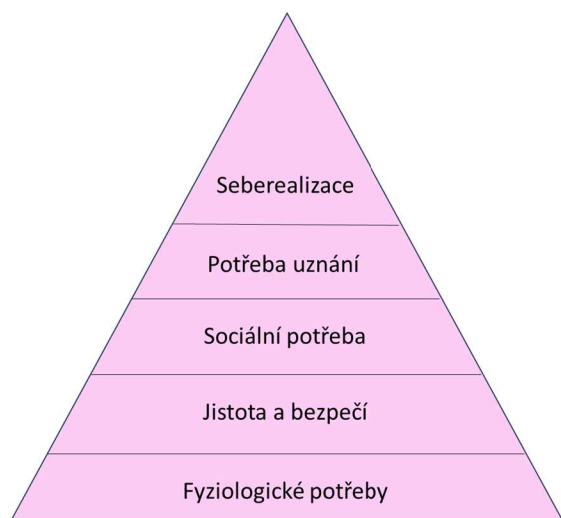 Seberealizace
Potřeba uznání
Sociální potřeba
Jistota a bezpečí
Fyziologické potřeby